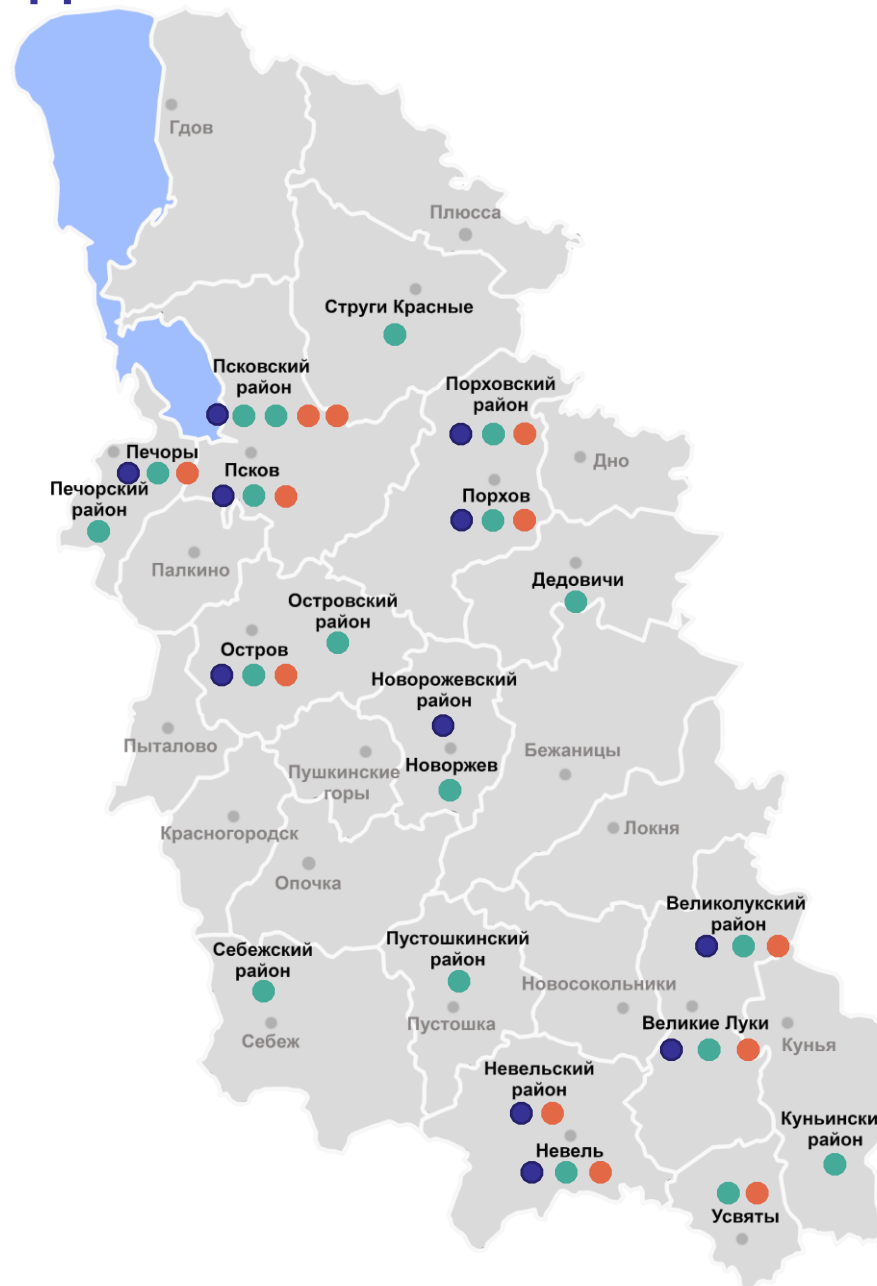 Гдов
Плюсса
Струги Красные
Псковский
район
Порховский
район
Дно
Печоры
Псков
Печорский
район
Порхов
Палкино
Дедовичи
Островский
район
Остров
Новорожевский
район
Пыталово
Бежаницы
Новоржев
Пушкинские
горы
Красногородск
Локня
Опочка
Великолукский
район
Пустошкинский
район
Себежский
район
Новосокольники
Пустошка
Великие Луки
Кунья
Себеж
Невельский
район
Куньински
район
Невель
Усвяты